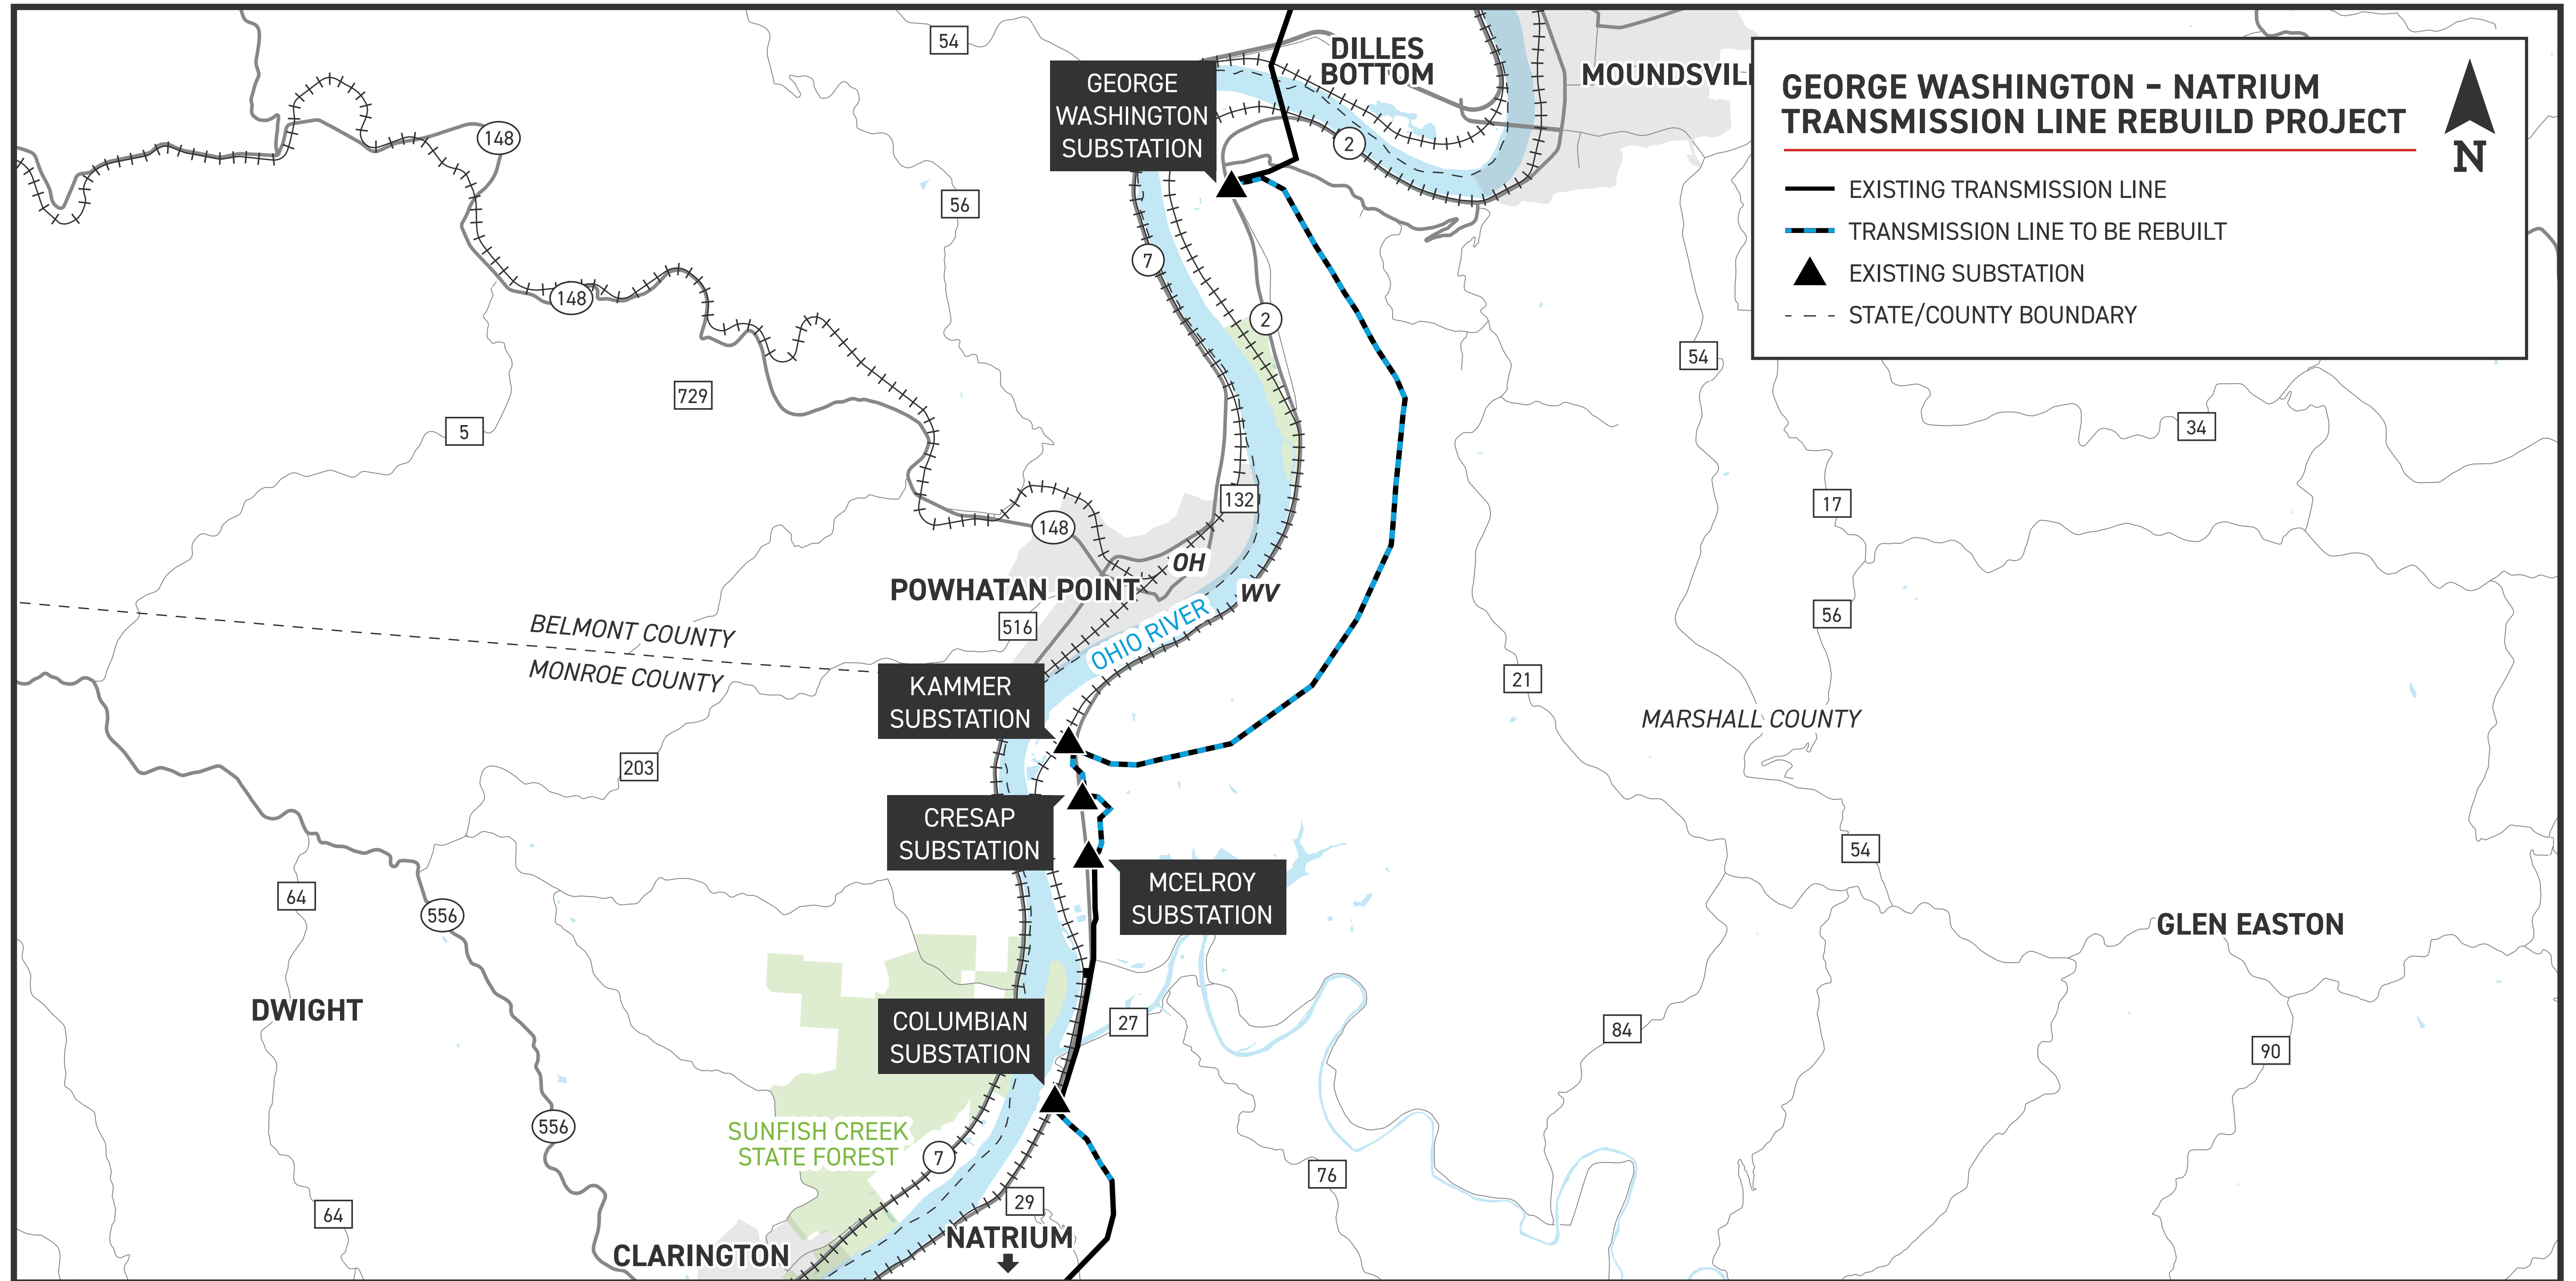 54
DILLES
BOTTOM
MOUNDSVILL
GEORGE
WASHINGTON
SUBSTATION
GEORGE WASHINGTON – NATRIUM
TRANSMISSION LINE REBUILD PROJECT
N
EXISTING TRANSMISSION LINE
TRANSMISSION LINE TO BE REBUILT
EXISTING SUBSTATION
STATE/COUNTY BOUNDARY
148
2
56
7
148
2
54
729
5
34
132
17
148
OH
POWHATAN POINT
WV
516
OHIO RIVER
56
BELMONT COUNTY
MONROE COUNTY
KAMMER
SUBSTATION
21
MARSHALL COUNTY
203
CRESAP
SUBSTATION
54
MCELROY
SUBSTATION
64
556
GLEN EASTON
DWIGHT
COLUMBIAN
SUBSTATION
27
84
90
556
SUNFISH CREEK
STATE FOREST
7
76
29
64
NATRIUM
CLARINGTON